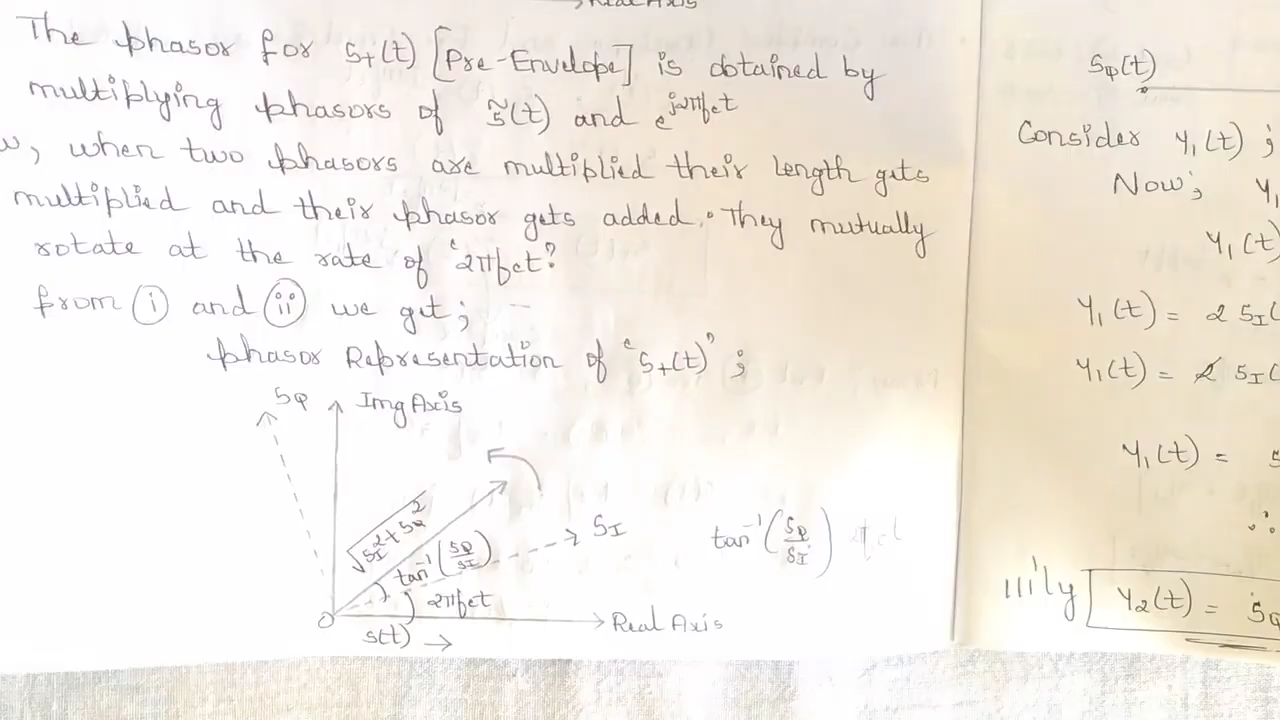 Real Axis
The phasor for S+(t) [Pre-Envelope] is obtained by
multiplying phasors of s̃(t) and e^j2πfct
w, when two phasors are multiplied their length gets
multiplied and their phasor gets added. They mutually
rotate at the rate of '2πfct'
from (i) and (ii) we get;
phasor Representation of "S+(t)";
SQ Img Axis
√SI²+SQ²
tan⁻¹(SQ/SI)
SI
2πfct
O
Real Axis
s(t) →
tan⁻¹(SQ/SI)
SQ(t)
Consider Y1(t);
Now; Y1
Y1(t)
Y1(t) = 2 SI(
Y1(t) = 2 SI(
Y1(t) = S
∴
lllily Y2(t) = SQ